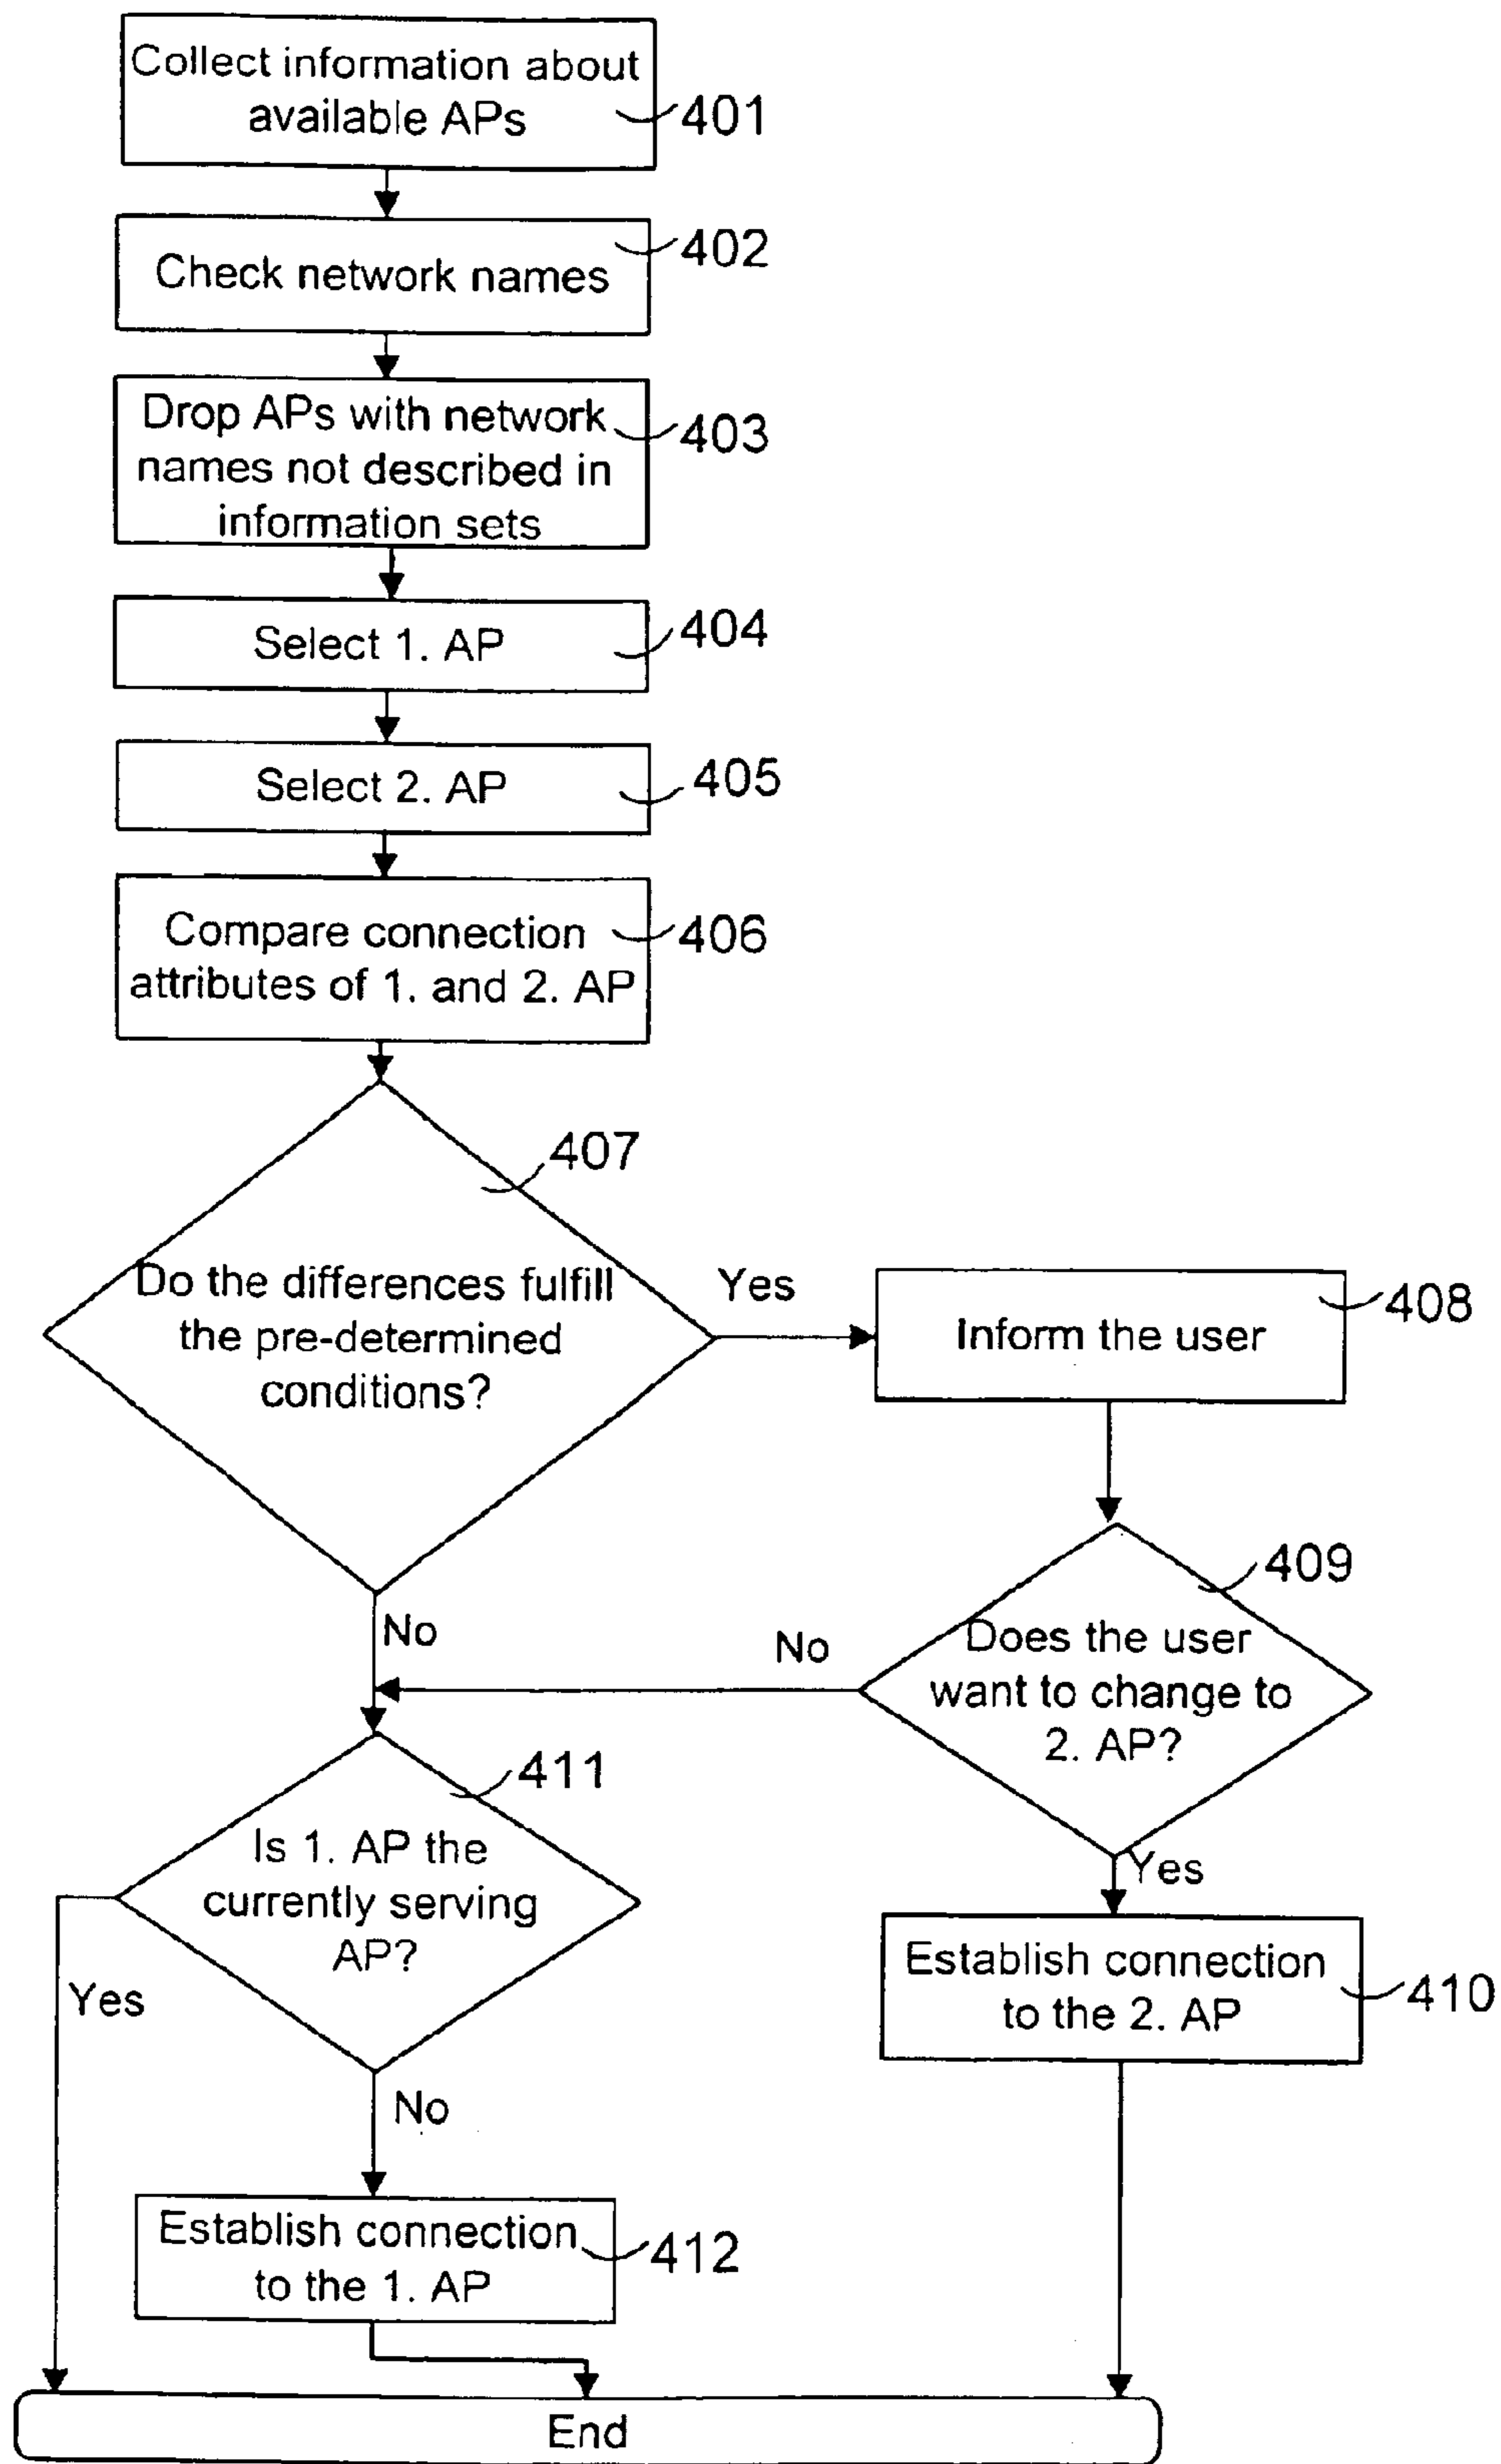 Collect information about
available APs
401
Check network names
402
Drop APs with network
names not described in
information sets
403
Select 1. AP
404
Select 2. AP
405
Compare connection
attributes of 1. and 2. AP
406
407
Do the differences fulfill
the pre-determined
conditions?
Yes
No
Inform the user
408
409
Does the user
want to change to
2. AP?
No
Yes
Establish connection
to the 2. AP
410
411
Is 1. AP the
currently serving
AP?
Yes
No
Establish connection
to the 1. AP
412
End